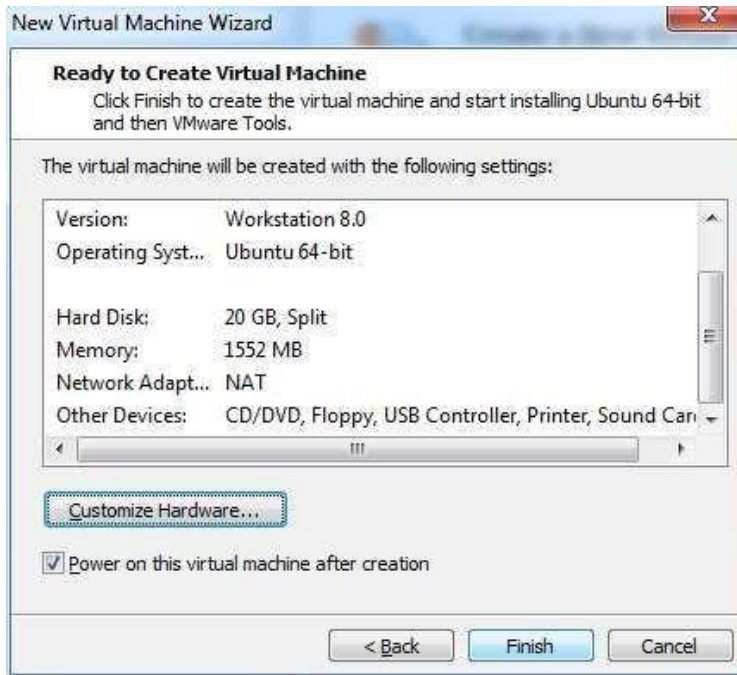 New Virtual Machine Wizard
Ready to Create Virtual Machine
Click Finish to create the virtual machine and start installing Ubuntu 64-bit
and then VMware Tools.
The virtual machine will be created with the following settings:
Version: Workstation 8.0
Operating Syst... Ubuntu 64-bit
Hard Disk: 20 GB, Split
Memory: 1552 MB
Network Adapt... NAT
Other Devices: CD/DVD, Floppy, USB Controller, Printer, Sound Car
Customize Hardware...
Power on this virtual machine after creation
< Back Finish Cancel